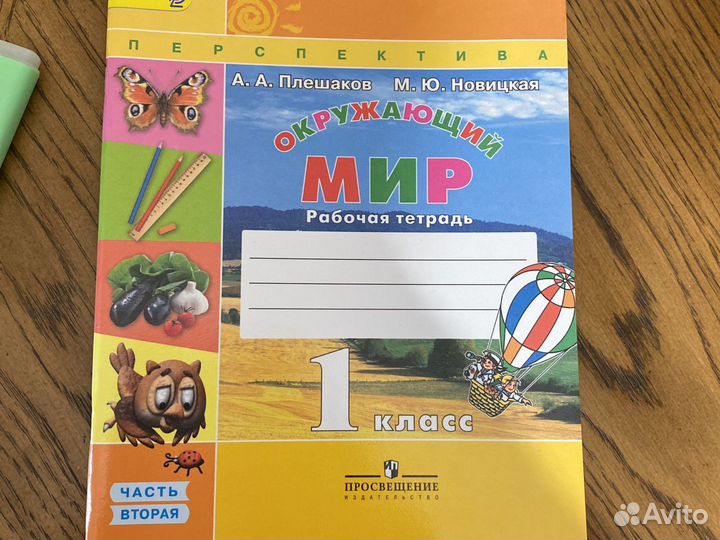 ПЕРСПЕКТИВА
А. А. Плешаков М. Ю. Новицкая
ОКРУЖАЮЩИЙ
МИР
Рабочая тетрадь
1 класс
ПРОСВЕЩЕНИЕ
ИЗДАТЕЛЬСТВО
ЧАСТЬ
ВТОРАЯ
Avito